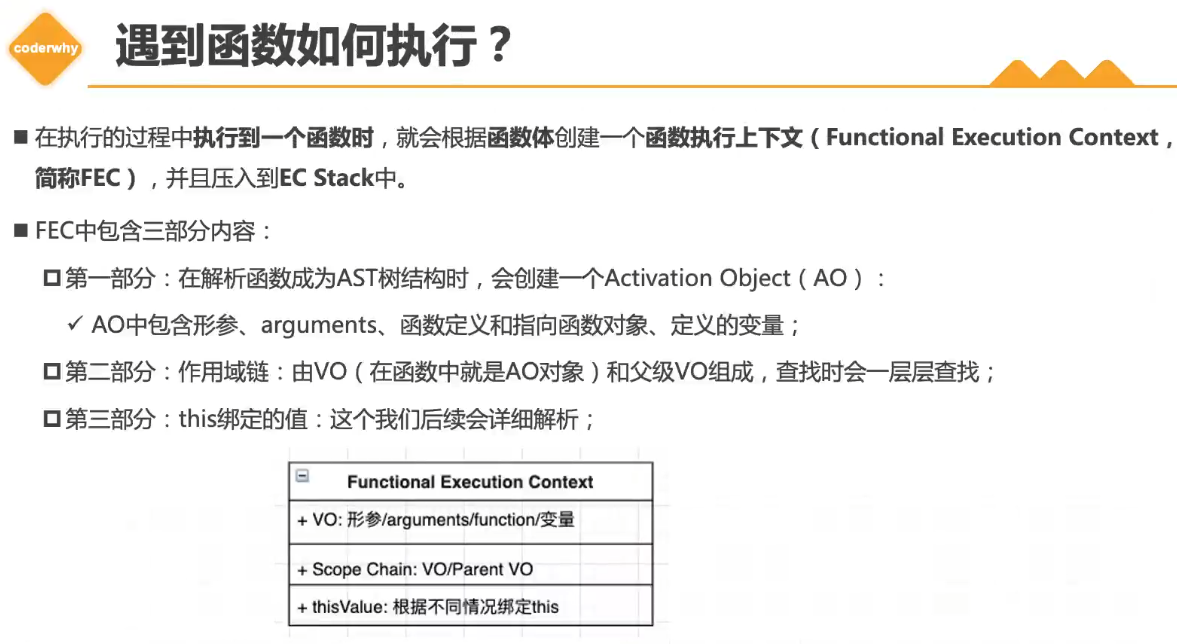 coderwhy
遇到函数如何执行？
在执行的过程中执行到一个函数时，就会根据函数体创建一个函数执行上下文（Functional Execution Context，
简称FEC），并且压入到EC Stack中。
FEC中包含三部分内容：
第一部分：在解析函数成为AST树结构时，会创建一个Activation Object（AO）：
✓ AO中包含形参、arguments、函数定义和指向函数对象、定义的变量；
第二部分：作用域链：由VO（在函数中就是AO对象）和父级VO组成，查找时会一层层查找；
第三部分：this绑定的值：这个我们后续会详细解析；
Functional Execution Context
+ VO: 形参/arguments/function/变量
+ Scope Chain: VO/Parent VO
+ thisValue: 根据不同情况绑定this